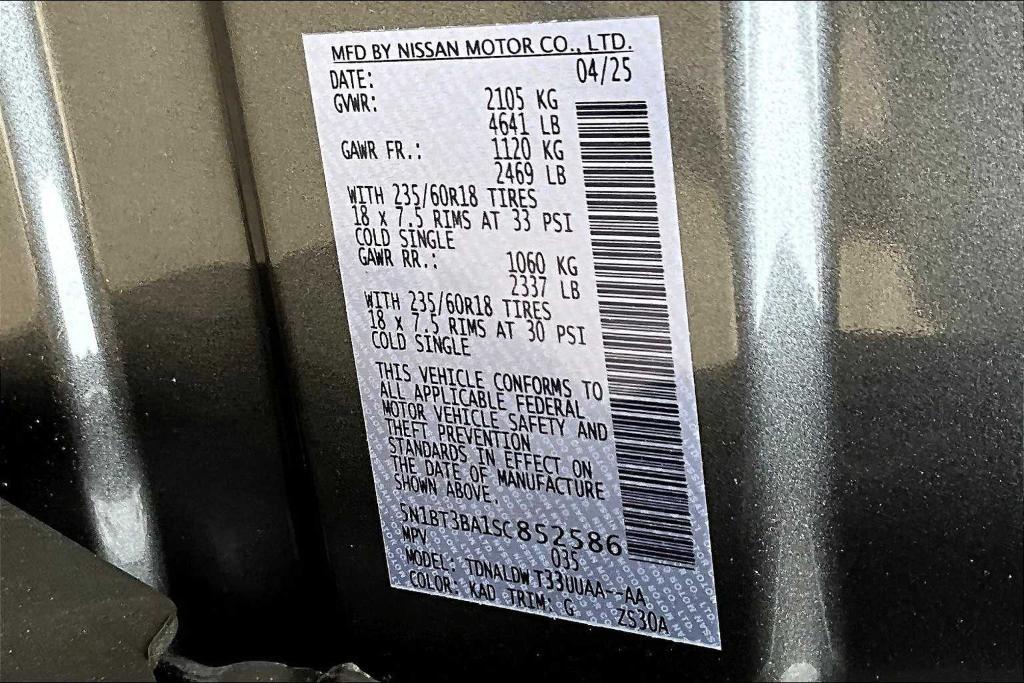 MFD BY NISSAN MOTOR CO., LTD.
DATE: 04/25
GVWR: 2105 KG
4641 LB
GAWR FR.: 1120 KG
2469 LB
WITH 235/60R18 TIRES
18 x 7.5 RIMS AT 33 PSI
COLD SINGLE
GAWR RR.: 1060 KG
2337 LB
WITH 235/60R18 TIRES
18 x 7.5 RIMS AT 30 PSI
COLD SINGLE
THIS VEHICLE CONFORMS TO
ALL APPLICABLE FEDERAL
MOTOR VEHICLE SAFETY AND
THEFT PREVENTION
STANDARDS IN EFFECT ON
THE DATE OF MANUFACTURE
SHOWN ABOVE.
5N1BT3BA1SC852586
MPV 035
MODEL: TDNALDW T33UUAA--AA
COLOR: KAD TRIM: G ZS30A